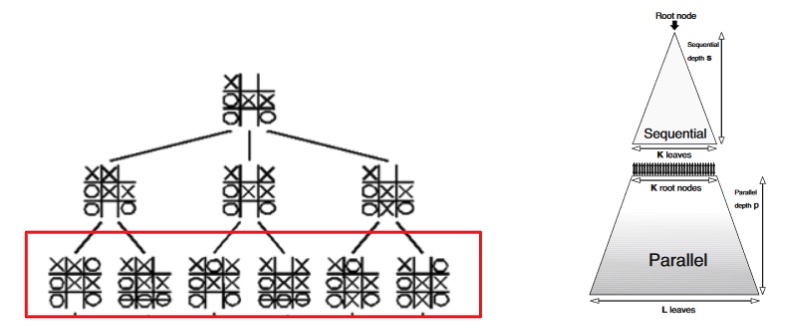 Root node
Sequential
depth s
Sequential
K leaves
K root nodes
Parallel
depth p
Parallel
L leaves